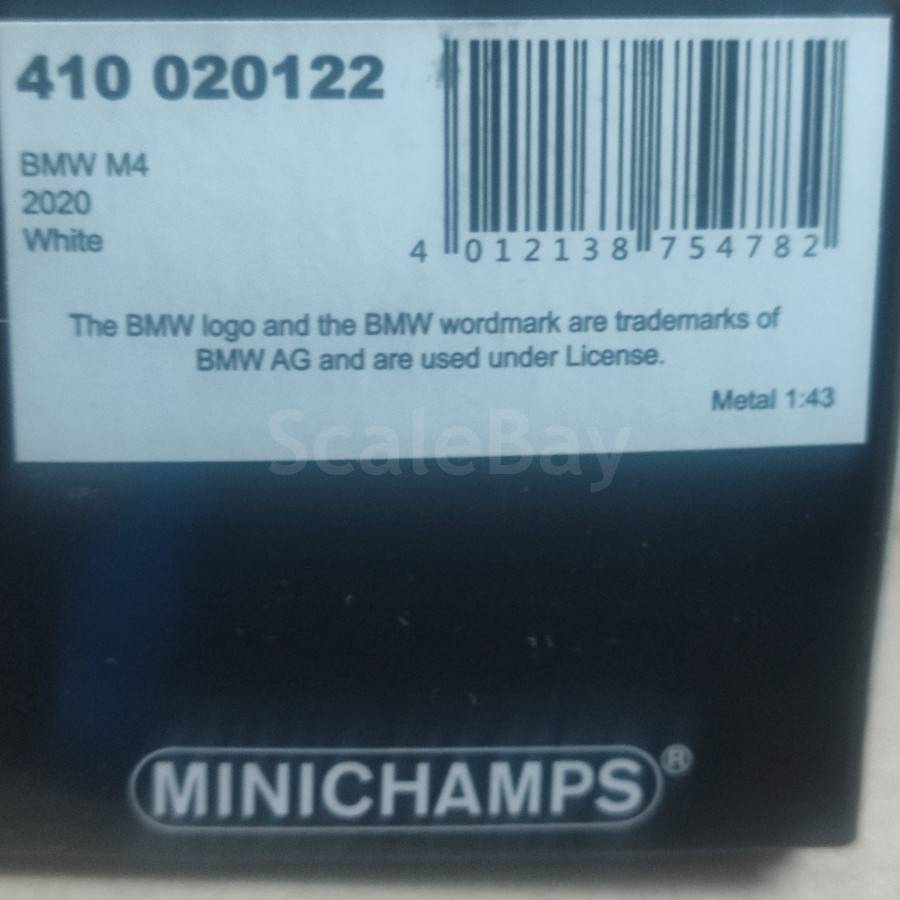 410 020122
BMW M4
2020
White
4 012138 754782
The BMW logo and the BMW wordmark are trademarks of
BMW AG and are used under License.
Metal 1:43
ScaleBay
MINICHAMPS®